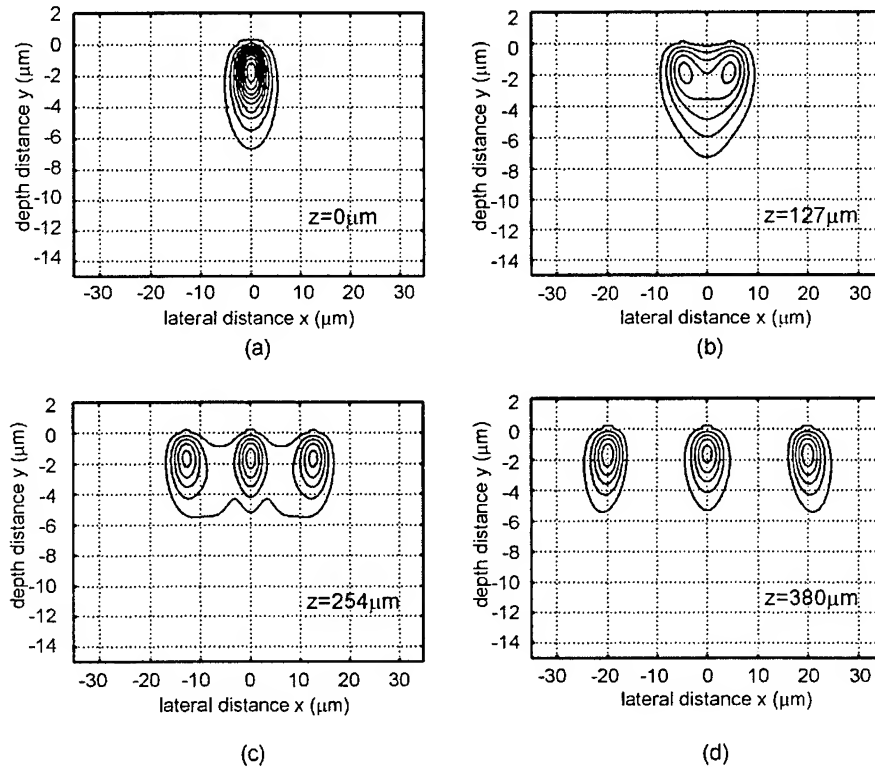 2
0
-2
-4
-6
-8
-10
-12
-14
depth distance y (μm)
z=0μm
-30 -20 -10 0 10 20 30
lateral distance x (μm)
(a)
2
0
-2
-4
-6
-8
-10
-12
-14
depth distance y (μm)
z=127μm
-30 -20 -10 0 10 20 30
lateral distance x (μm)
(b)
2
0
-2
-4
-6
-8
-10
-12
-14
depth distance y (μm)
z=254μm
-30 -20 -10 0 10 20 30
lateral distance x (μm)
(c)
2
0
-2
-4
-6
-8
-10
-12
-14
depth distance y (μm)
z=380μm
-30 -20 -10 0 10 20 30
lateral distance x (μm)
(d)